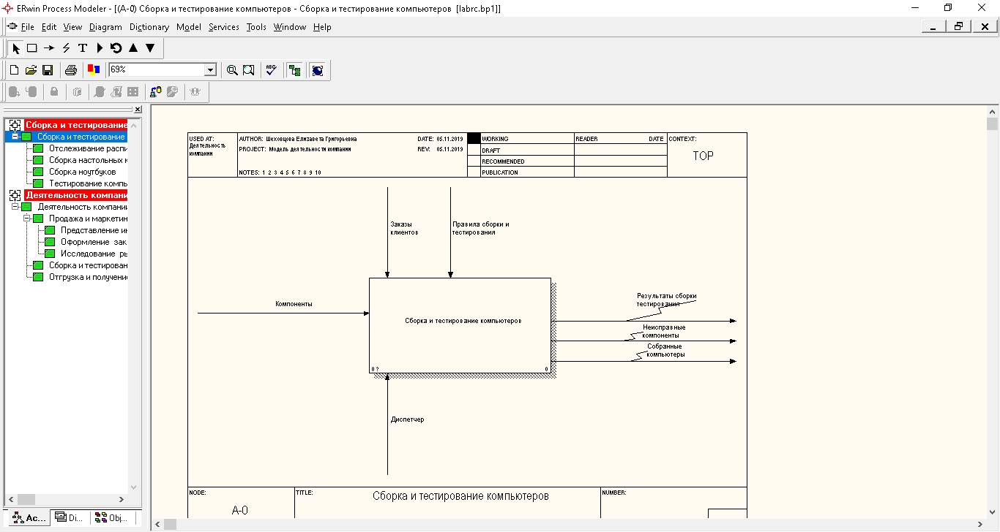 ERwin Process Modeler - [(A-0) Сборка и тестирование компьютеров - Сборка и тестирование компьютеров [labrc.bp1]]
File Edit View Diagram Dictionary Model Services Tools Window Help
T
69%
ABC
Сборка и тестирование
Сборка и тестирование
Отслеживание распи
Сборка настольных к
Сборка ноутбуков
Тестирование компь
Деятельность компани
Деятельность компании
Продажа и маркетин
Представление ин
Оформление зак
Исследование ры
Сборка и тестирован
Отгрузка и получени
Ac... Di... Obj...
USED AT:
Деятельность
компании
AUTHOR: Шеховцова Елизавета Григорьевна
DATE: 05.11.2019
PROJECT: Модель деятельности компании
REV: 05.11.2019
NOTES: 1 2 3 4 5 6 7 8 9 10
WORKING
DRAFT
RECOMMENDED
PUBLICATION
READER DATE
CONTEXT:
TOP
Заказы
клиентов
Правила сборки и
тестирования
Компоненты
Сборка и тестирование компьютеров
0 ?
0
Результаты сборки
тестирования
Неисправные
компоненты
Собранные
компьютеры
Диспетчер
NODE:
A-0
TITLE:
Сборка и тестирование компьютеров
NUMBER: